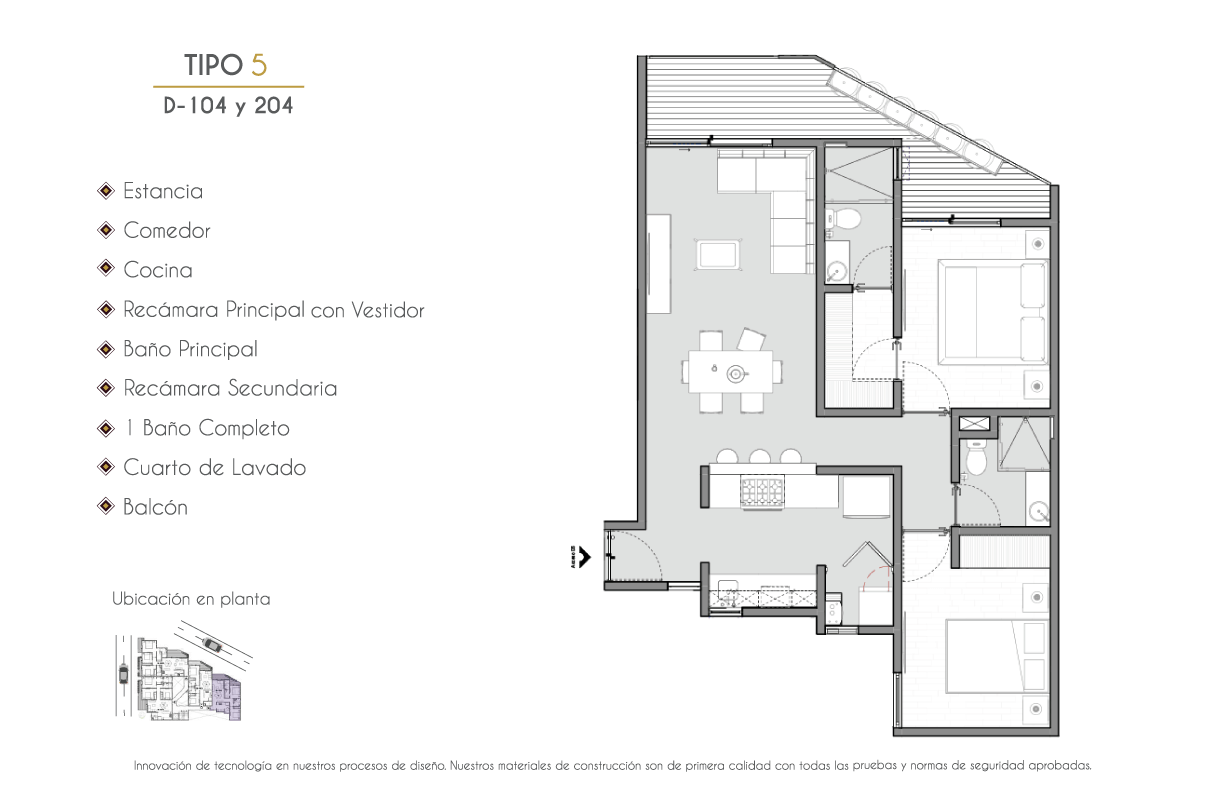 TIPO 5
D-104 y 204
Estancia
Comedor
Cocina
Recámara Principal con Vestidor
Baño Principal
Recámara Secundaria
1 Baño Completo
Cuarto de Lavado
Balcón
Ubicación en planta
Innovación de tecnología en nuestros procesos de diseño. Nuestros materiales de construcción son de primera calidad con todas las pruebas y normas de seguridad aprobadas.